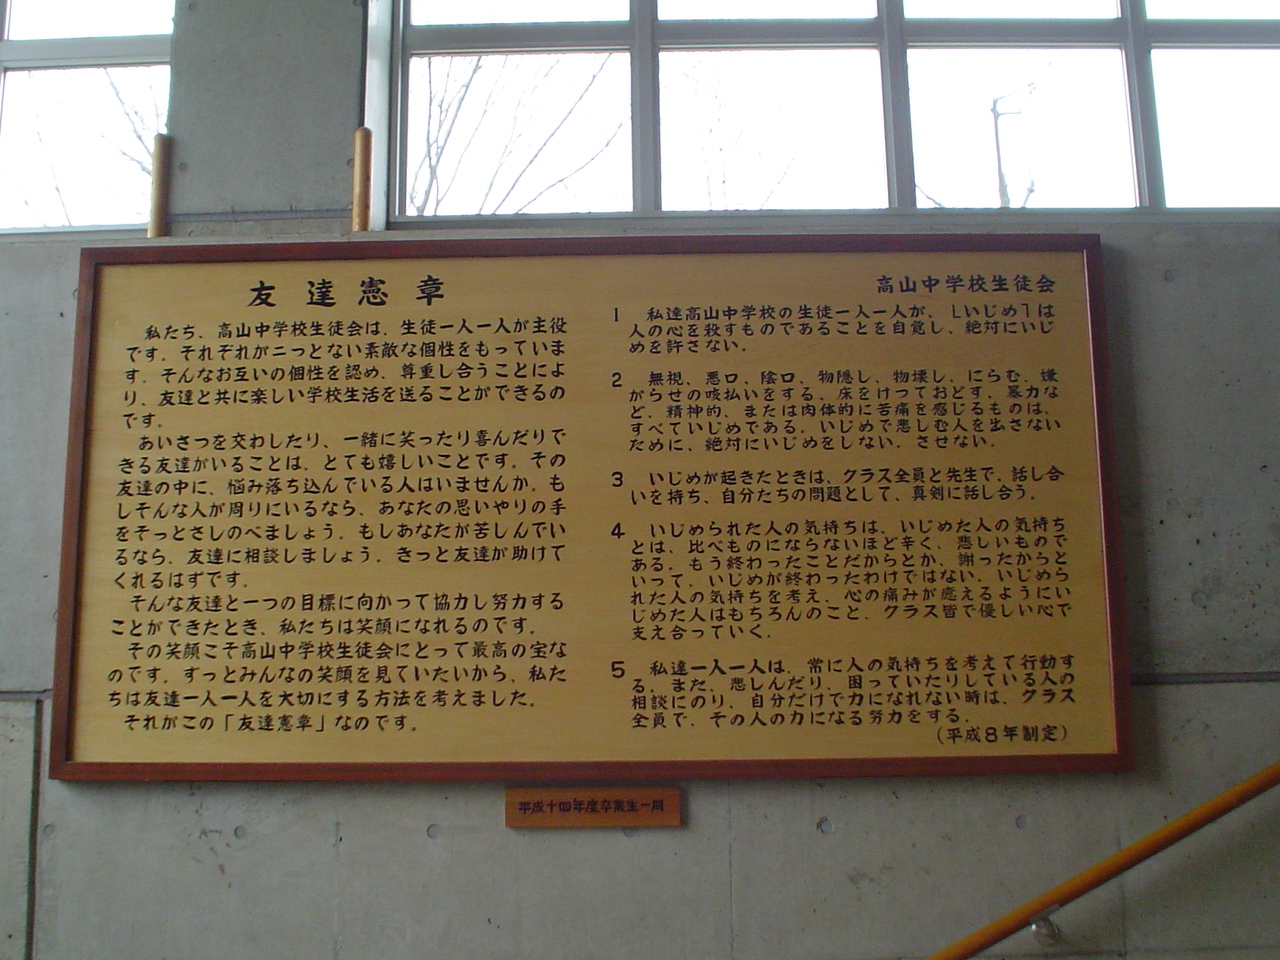 友達憲章
私たち、高山中学校生徒会は、生徒一人一人が主役
です。それぞれが二つとない素敵な個性をもっていま
す。そんなお互いの個性を認め、尊重し合うことによ
り、友達と共に楽しい学校生活を送ることができるの
です。
あいさつを交わしたり、一緒に笑ったり喜んだりで
きる友達がいることは、とても嬉しいことです。その
友達の中に、悩み落ち込んでいる人はいませんか。も
しそんな人が周りにいるなら、あなたの思いやりの手
をそっとさしのべましょう。もしあなたが苦しんでい
るなら、友達に相談しましょう。きっと友達が助けて
くれるはずです。
そんな友達と一つの目標に向かって協力し努力する
ことができたとき、私たちは笑顔になれるのです。
その笑顔こそ高山中学校生徒会にとって最高の宝な
のです。ずっとみんなの笑顔を見ていたいから、私た
ちは友達一人一人を大切にする方法を考えました。
それがこの「友達憲章」なのです。
高山中学校生徒会
1 私達高山中学校の生徒一人一人が、「いじめ」は
人の心を殺すものであることを自覚し、絶対にいじ
めを許さない。
2 無視、悪口、陰口、物隠し、物壊し、にらむ、嫌
がらせの咳払いをする、床をけっておどす、暴力な
ど、精神的、または肉体的に苦痛を感じるものは、
すべていじめである。いじめで悲しむ人を出さない
ために、絶対にいじめをしない。させない。
3 いじめが起きたときは、クラス全員と先生で、話し合
いを持ち、自分たちの問題として、真剣に話し合う。
4 いじめられた人の気持ちは、いじめた人の気持ち
とは、比べものにならないほど辛く、悲しいもので
ある。もう終わったことだからとか、謝ったからと
いって、いじめが終わったわけではない。いじめら
れた人の気持ちを考え、心の痛みが癒えるようにい
じめた人はもちろんのこと、クラス皆で優しい心で
支え合っていく。
5 私達一人一人は、常に人の気持ちを考えて行動す
る。また、悲しんだり、困っていたりしている人の
相談にのり、自分だけで力になれない時は、クラス
全員で、その人の力になる努力をする。
(平成8年制定)
平成十四年度卒業生一同